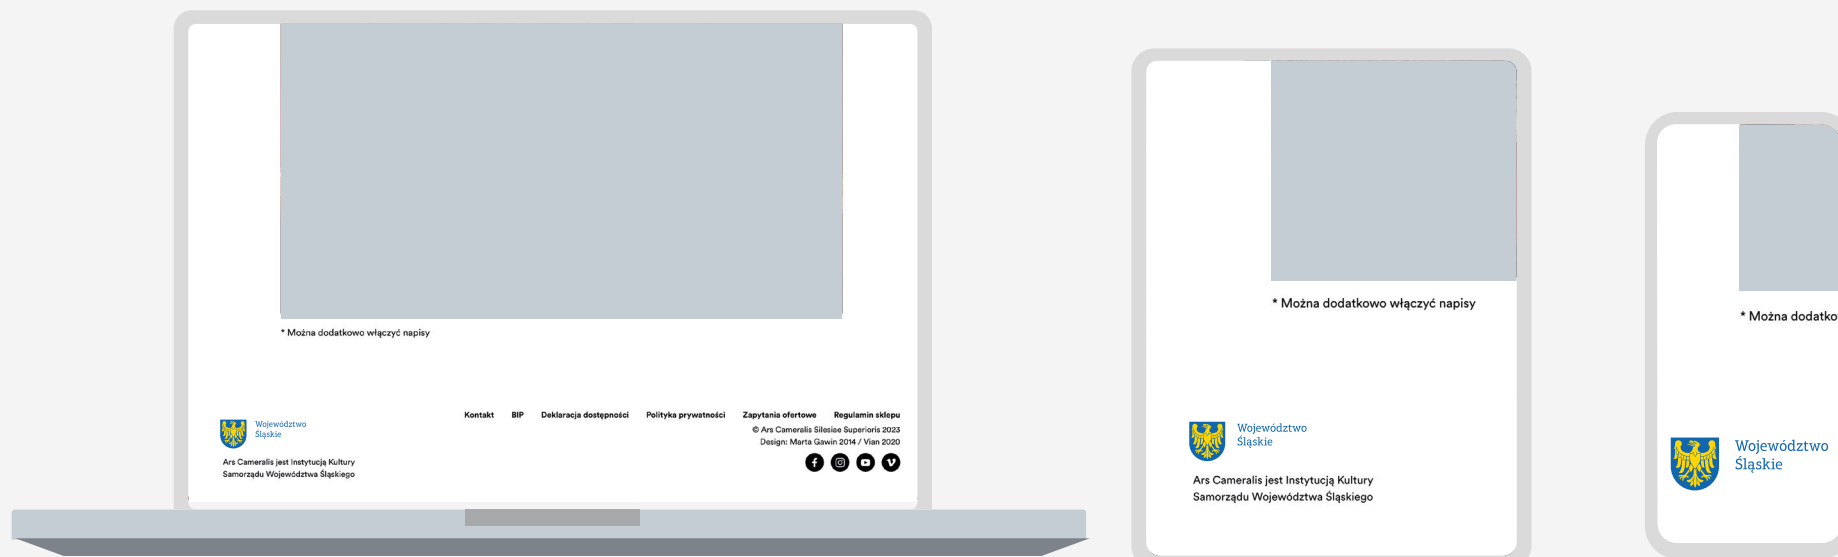 * Można dodatkowo włączyć napisy
Kontakt BIP Deklaracja dostępności Polityka prywatności Zapytania ofertowe Regulamin sklepu
© Ars Cameralis Silesiae Superioris 2023
Design: Marta Gawin 2014 / Vian 2020
Województwo
Śląskie
Ars Cameralis jest Instytucją Kultury
Samorządu Województwa Śląskiego
* Można dodatkowo włączyć napisy
Województwo
Śląskie
Ars Cameralis jest Instytucją Kultury
Samorządu Województwa Śląskiego
* Można dodatko
Województwo
Śląskie